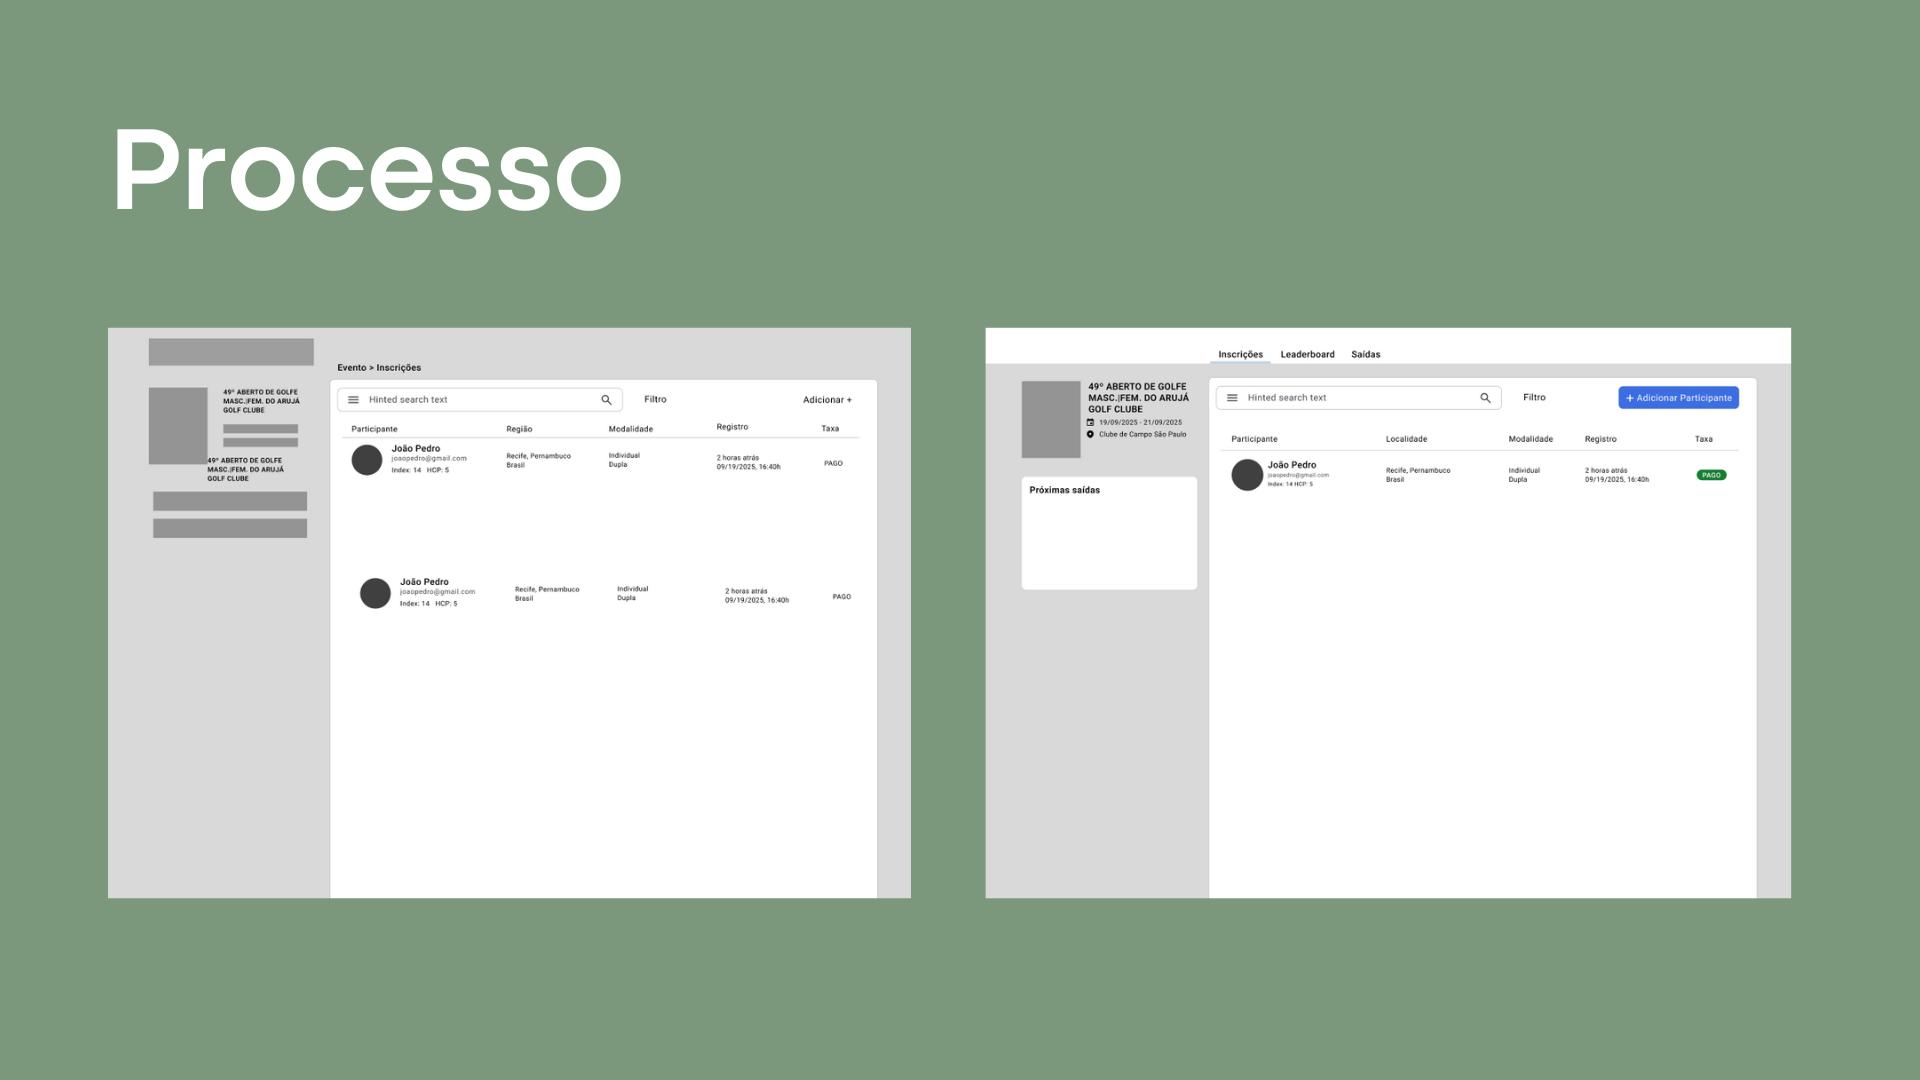 Processo
Evento > Inscrições
49º ABERTO DE GOLFE
MASC.|FEM. DO ARUJÁ
GOLF CLUBE
49º ABERTO DE GOLFE
MASC.|FEM. DO ARUJÁ
GOLF CLUBE
Hinted search text
Filtro
Adicionar +
Participante
Região
Modalidade
Registro
Taxa
João Pedro
joaopedro@gmail.com
Index: 14 HCP: 5
Recife, Pernambuco
Brasil
Individual
Dupla
2 horas atrás
09/19/2025, 16:40h
PAGO
João Pedro
joaopedro@gmail.com
Index: 14 HCP: 5
Recife, Pernambuco
Brasil
Individual
Dupla
2 horas atrás
09/19/2025, 16:40h
PAGO
Inscrições
Leaderboard
Saídas
49º ABERTO DE GOLFE
MASC.|FEM. DO ARUJÁ
GOLF CLUBE
19/09/2025 - 21/09/2025
Clube de Campo São Paulo
Próximas saídas
Hinted search text
Filtro
+ Adicionar Participante
Participante
Localidade
Modalidade
Registro
Taxa
João Pedro
joaopedro@gmail.com
Index: 14 HCP: 5
Recife, Pernambuco
Brasil
Individual
Dupla
2 horas atrás
09/19/2025, 16:40h
PAGO